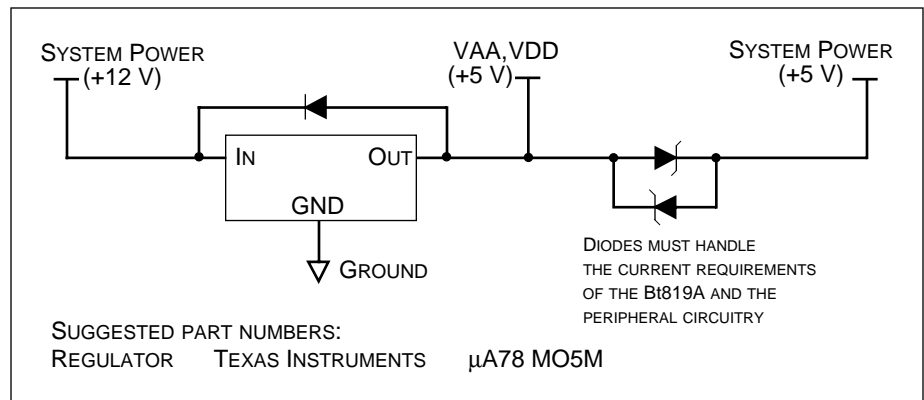 SYSTEM POWER
(+12 V)
VAA,VDD
(+5 V)
SYSTEM POWER
(+5 V)
IN
OUT
GND
GROUND
DIODES MUST HANDLE
THE CURRENT REQUIREMENTS
OF THE Bt819A AND THE
PERIPHERAL CIRCUITRY
SUGGESTED PART NUMBERS:
REGULATOR TEXAS INSTRUMENTS μA78 MO5M